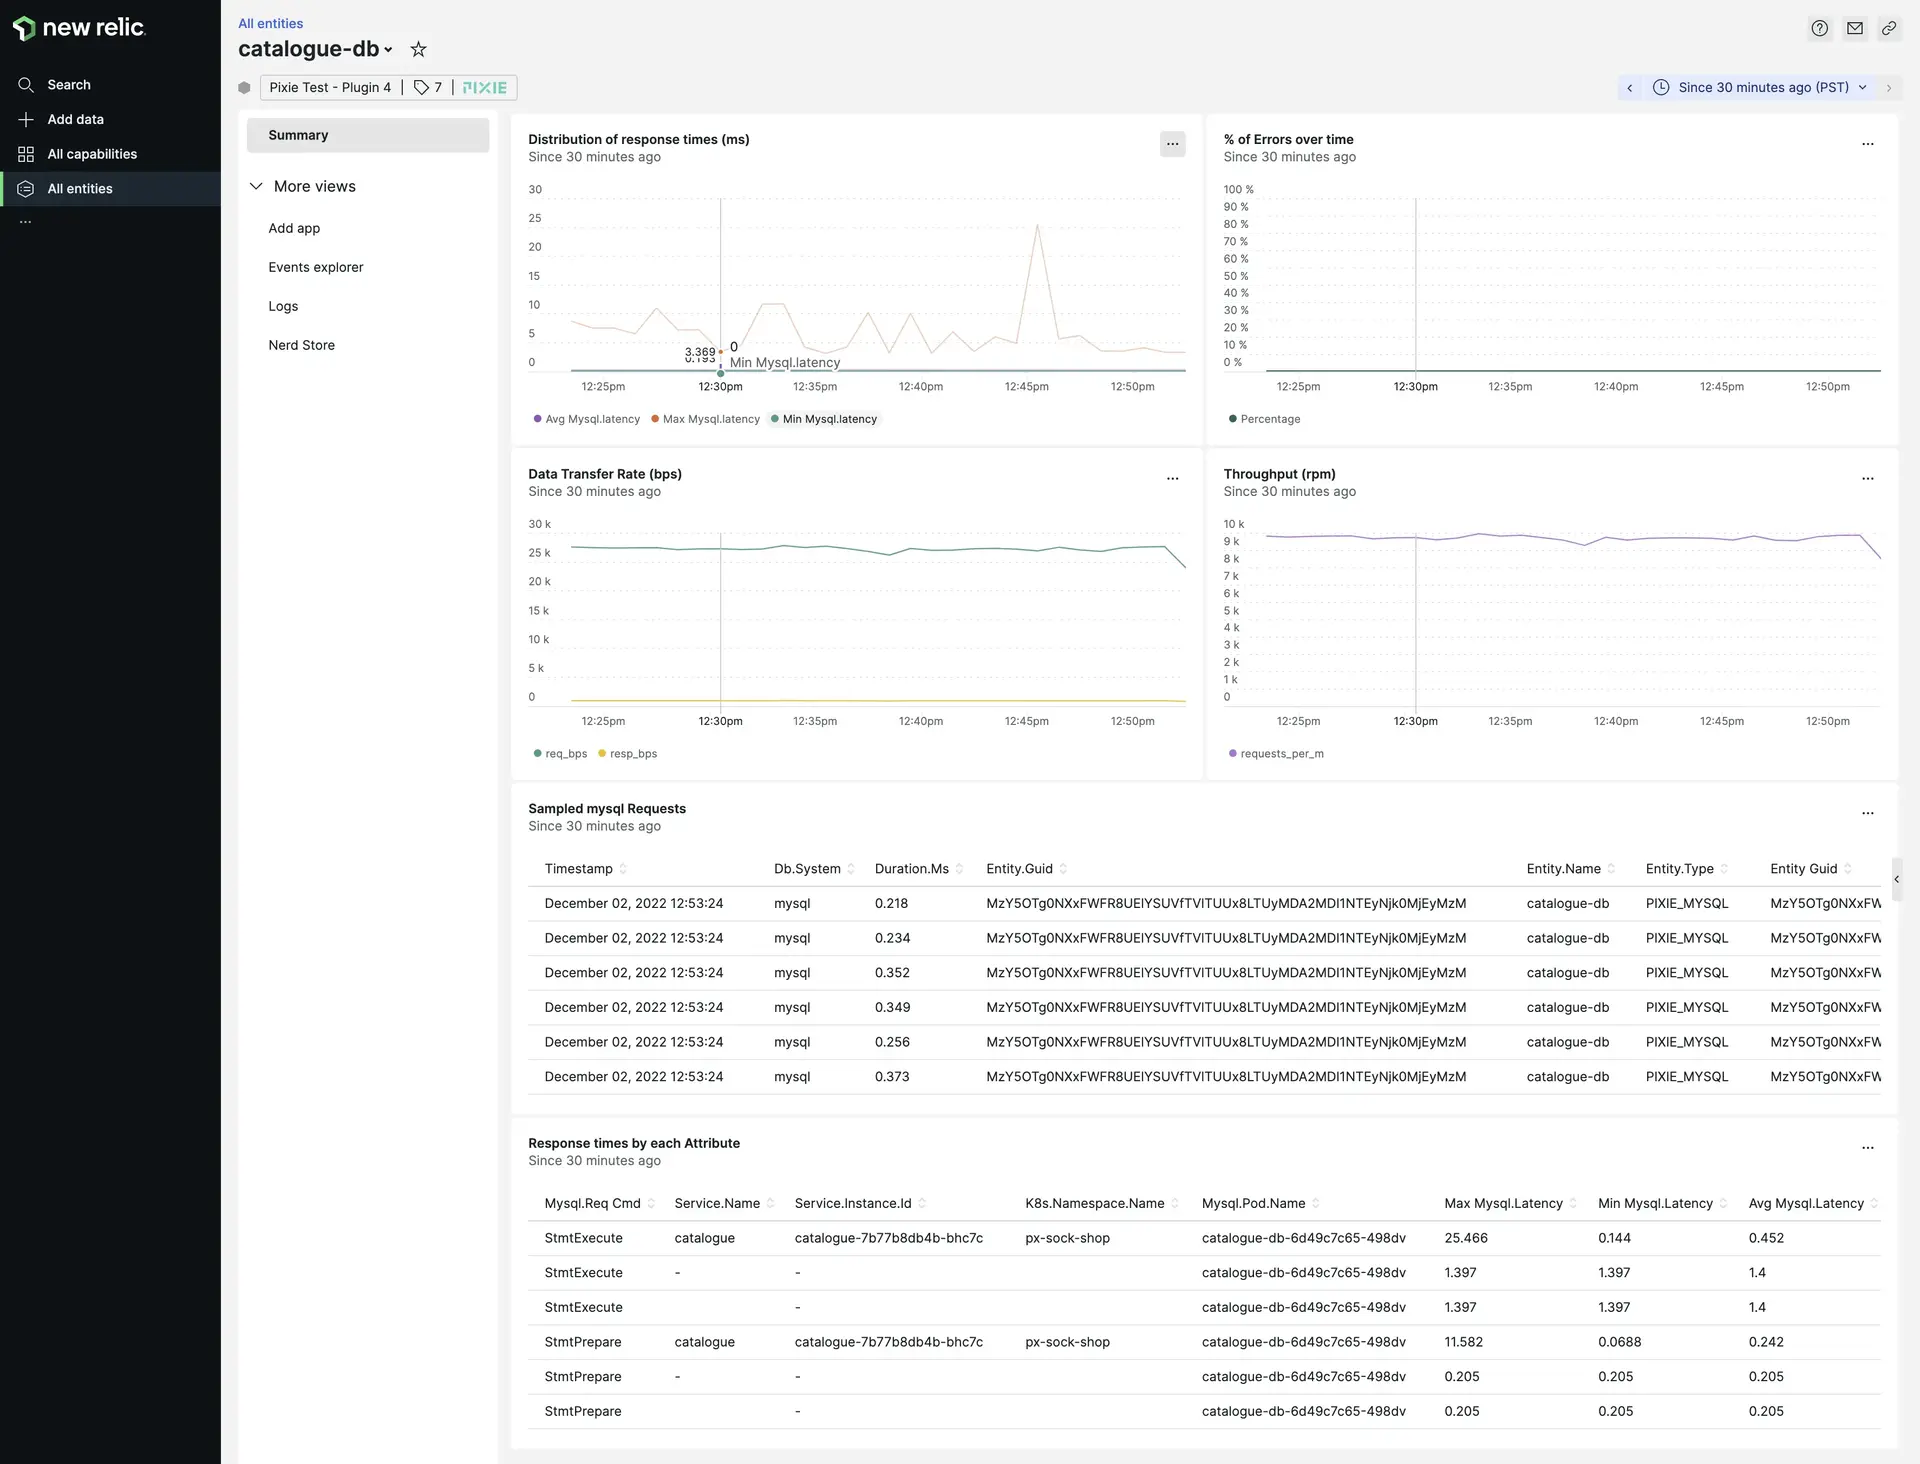 new relic.
Search
Add data
All capabilities
All entities
...
All entities
catalogue-db
Pixie Test - Plugin 4 | 7 | PIXIE
Since 30 minutes ago (PST)
Summary
More views
Add app
Events explorer
Logs
Nerd Store
Distribution of response times (ms)
Since 30 minutes ago
...
30
25
20
15
10
5
0
3.369
0.193
0
Min Mysql.latency
12:25pm 12:30pm 12:35pm 12:40pm 12:45pm 12:50pm
Avg Mysql.latency Max Mysql.latency Min Mysql.latency
% of Errors over time
Since 30 minutes ago
...
100 %
90 %
80 %
70 %
60 %
50 %
40 %
30 %
20 %
10 %
0 %
12:25pm 12:30pm 12:35pm 12:40pm 12:45pm 12:50pm
Percentage
Data Transfer Rate (bps)
Since 30 minutes ago
...
30 k
25 k
20 k
15 k
10 k
5 k
0
12:25pm 12:30pm 12:35pm 12:40pm 12:45pm 12:50pm
req_bps resp_bps
Throughput (rpm)
Since 30 minutes ago
...
10 k
9 k
8 k
7 k
6 k
5 k
4 k
3 k
2 k
1 k
0
12:25pm 12:30pm 12:35pm 12:40pm 12:45pm 12:50pm
requests_per_m
Sampled mysql Requests
Since 30 minutes ago
...
Timestamp Db.System Duration.Ms Entity.Guid Entity.Name Entity.Type Entity Guid
December 02, 2022 12:53:24 mysql 0.218 MzY5OTg0NXxFWFR8UElYSUVfTVlTUUx8LTUyMDA2MDI1NTEyNjk0MjEyMzM catalogue-db PIXIE_MYSQL MzY5OTg0NXxFW
December 02, 2022 12:53:24 mysql 0.234 MzY5OTg0NXxFWFR8UElYSUVfTVlTUUx8LTUyMDA2MDI1NTEyNjk0MjEyMzM catalogue-db PIXIE_MYSQL MzY5OTg0NXxFW
December 02, 2022 12:53:24 mysql 0.352 MzY5OTg0NXxFWFR8UElYSUVfTVlTUUx8LTUyMDA2MDI1NTEyNjk0MjEyMzM catalogue-db PIXIE_MYSQL MzY5OTg0NXxFW
December 02, 2022 12:53:24 mysql 0.349 MzY5OTg0NXxFWFR8UElYSUVfTVlTUUx8LTUyMDA2MDI1NTEyNjk0MjEyMzM catalogue-db PIXIE_MYSQL MzY5OTg0NXxFW
December 02, 2022 12:53:24 mysql 0.256 MzY5OTg0NXxFWFR8UElYSUVfTVlTUUx8LTUyMDA2MDI1NTEyNjk0MjEyMzM catalogue-db PIXIE_MYSQL MzY5OTg0NXxFW
December 02, 2022 12:53:24 mysql 0.373 MzY5OTg0NXxFWFR8UElYSUVfTVlTUUx8LTUyMDA2MDI1NTEyNjk0MjEyMzM catalogue-db PIXIE_MYSQL MzY5OTg0NXxFW
Response times by each Attribute
Since 30 minutes ago
...
Mysql.Req Cmd Service.Name Service.Instance.Id K8s.Namespace.Name Mysql.Pod.Name Max Mysql.Latency Min Mysql.Latency Avg Mysql.Latency
StmtExecute catalogue catalogue-7b77b8db4b-bhc7c px-sock-shop catalogue-db-6d49c7c65-498dv 25.466 0.144 0.452
StmtExecute - - catalogue-db-6d49c7c65-498dv 1.397 1.397 1.4
StmtExecute - catalogue-db-6d49c7c65-498dv 1.397 1.397 1.4
StmtPrepare catalogue catalogue-7b77b8db4b-bhc7c px-sock-shop catalogue-db-6d49c7c65-498dv 11.582 0.0688 0.242
StmtPrepare - - catalogue-db-6d49c7c65-498dv 0.205 0.205 0.205
StmtPrepare - catalogue-db-6d49c7c65-498dv 0.205 0.205 0.205